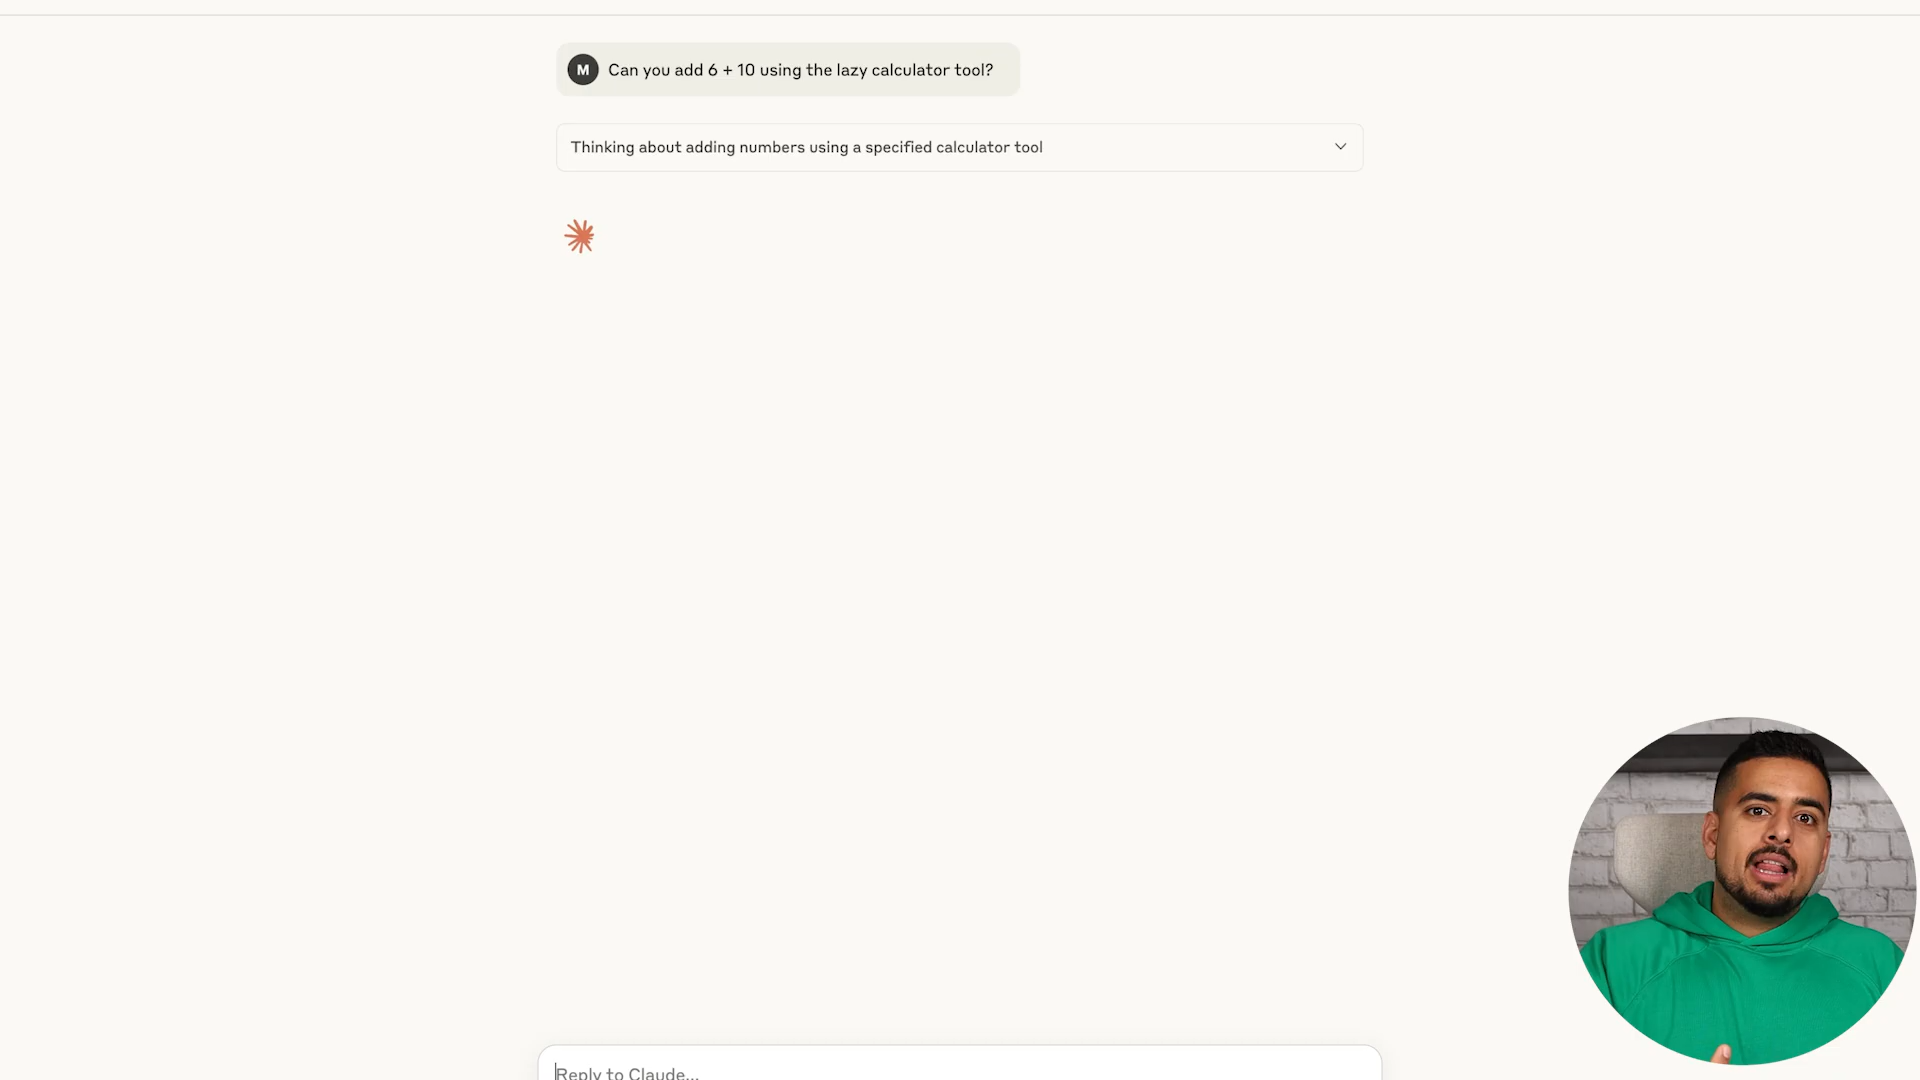 M
Can you add 6 + 10 using the lazy calculator tool?
Thinking about adding numbers using a specified calculator tool
Reply to Claude...